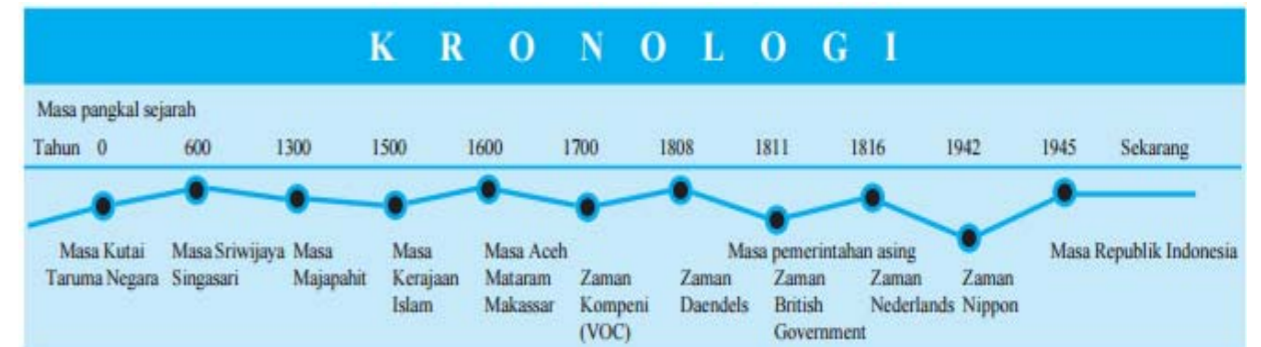 K R O N O L O G I
Masa pangkal sejarah
Tahun 0 600 1300 1500 1600 1700 1808 1811 1816 1942 1945 Sekarang
Masa Kutai Masa Sriwijaya Masa Masa Masa Aceh Masa pemerintahan asing Masa Republik Indonesia
Taruma Negara Singasari Majapahit Kerajaan Mataram Zaman Zaman Zaman Zaman Zaman
Islam Makassar Kompeni Daendels British Nederlands Nippon
(VOC) Government